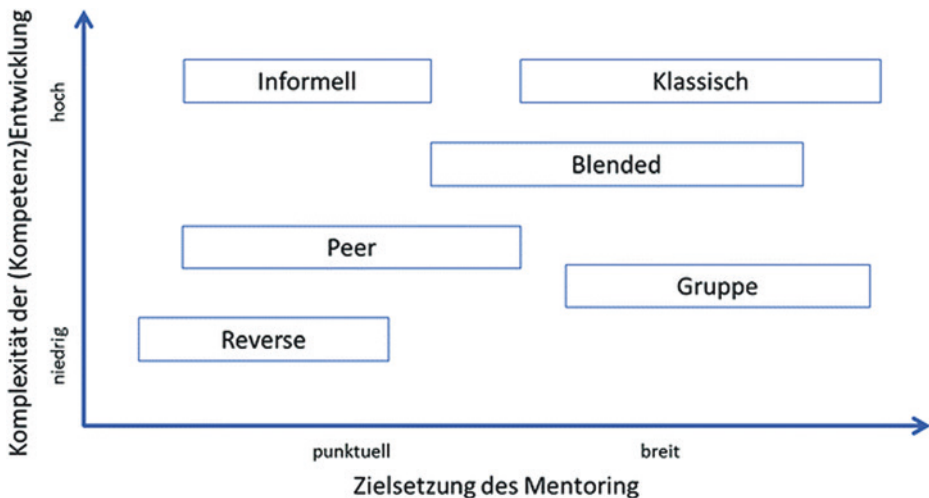 Komplexität der (Kompetenz)Entwicklung
hoch
niedrig
Informell
Klassisch
Blended
Peer
Gruppe
Reverse
punktuell
breit
Zielsetzung des Mentoring